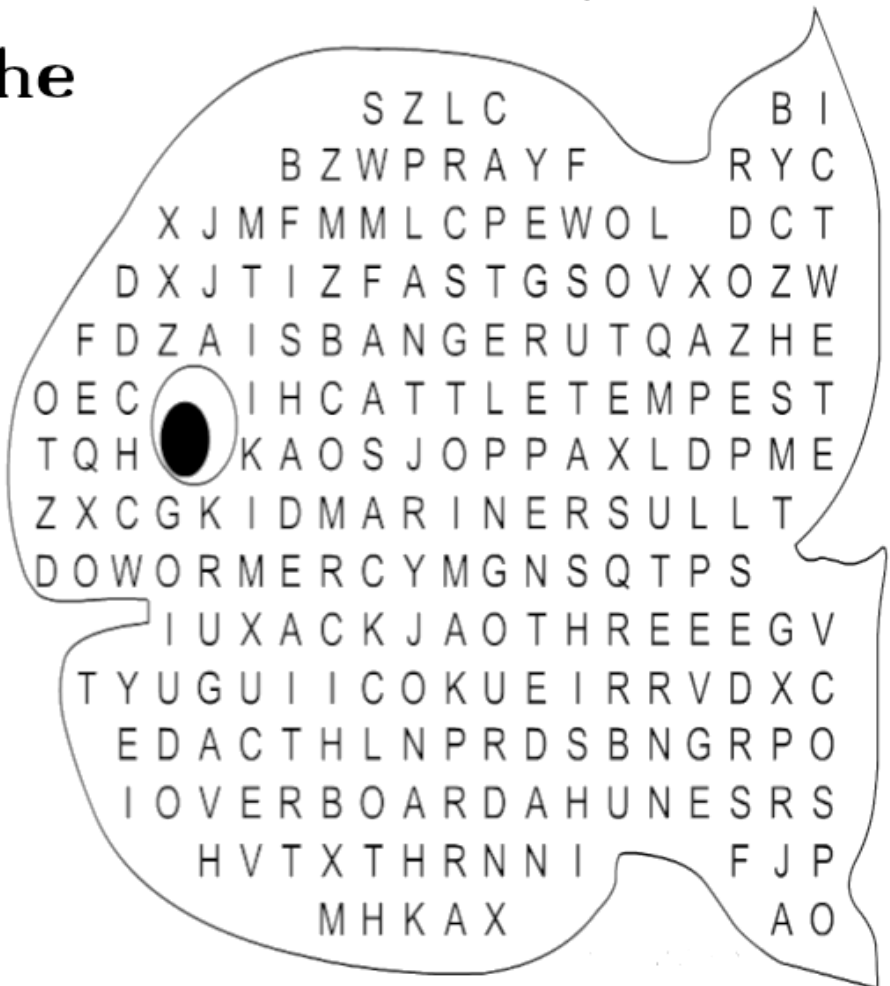 he
S Z L C B I
B Z W P R A Y F R Y C
X J M F M M L C P E W O L D C T
D X J T I Z F A S T G S O V X O Z W
F D Z A I S B A N G E R U T Q A Z H E
O E C I H C A T T L E T E M P E S T
T Q H K A O S J O P P A X L D P M E
Z X C G K I D M A R I N E R S U L L T
D O W O R M E R C Y M G N S Q T P S
I U X A C K J A O T H R E E E G V
T Y U G U I I C O K U E I R R V D X C
E D A C T H L N P R D S B N G R P O
I O V E R B O A R D A H U N E S R S
H V T X T H R N N I F J P
M H K A X A O